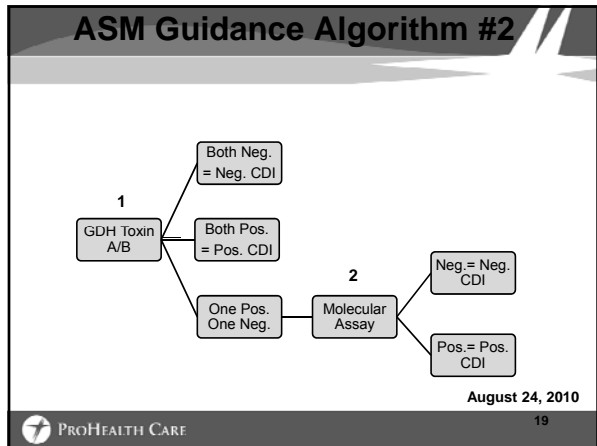 ASM Guidance Algorithm #2
Both Neg.
= Neg. CDI
1
GDH Toxin
A/B
Both Pos.
= Pos. CDI
One Pos.
One Neg.
2
Molecular
Assay
Neg.= Neg.
CDI
Pos.= Pos.
CDI
August 24, 2010
19
PROHEALTH CARE